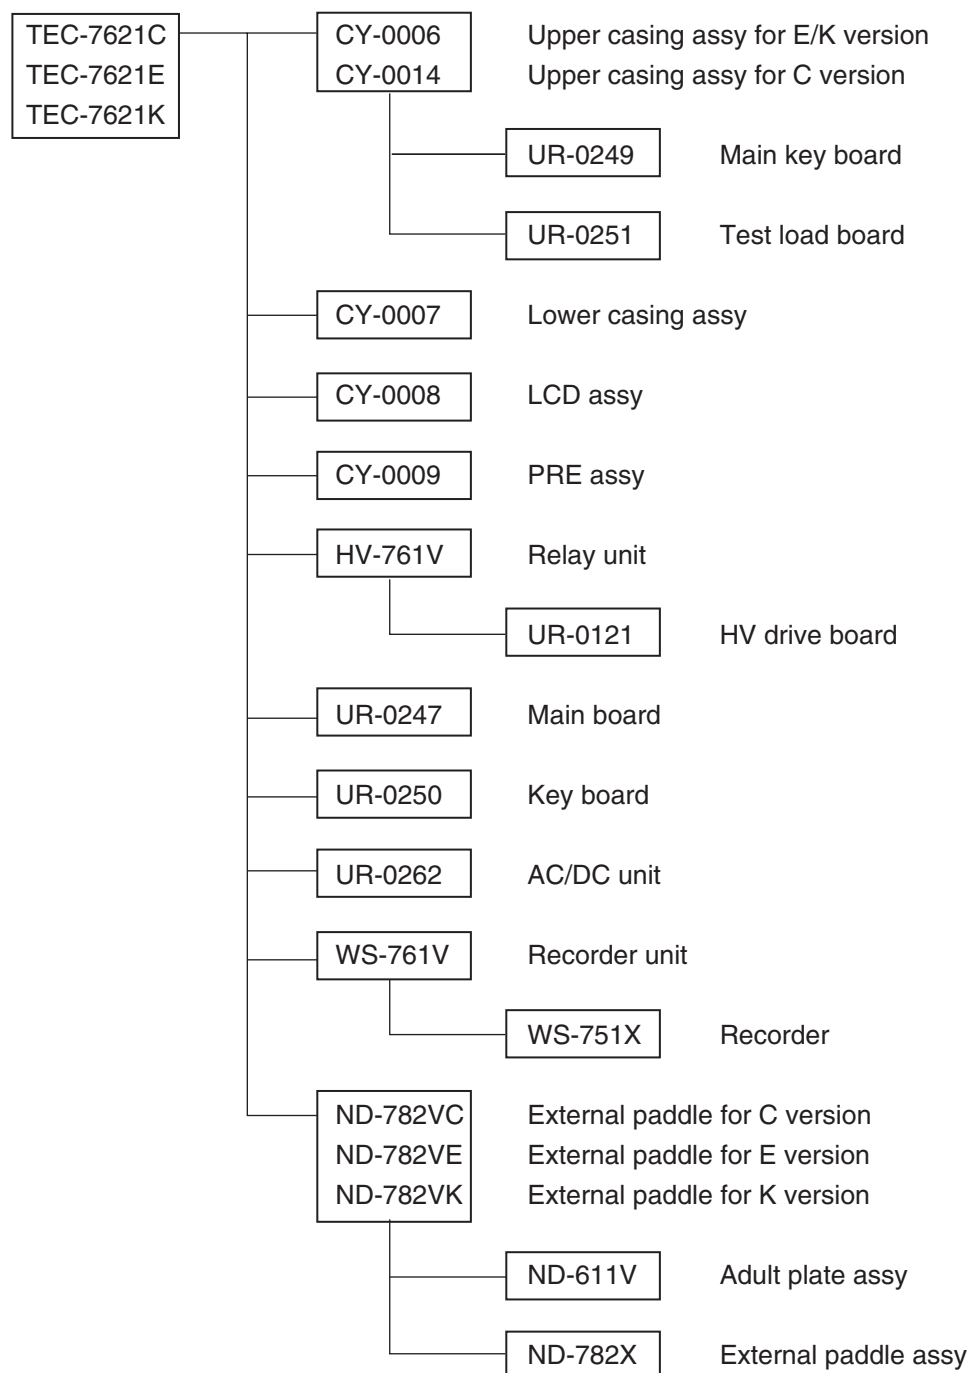 TEC-7621C
TEC-7621E
TEC-7621K
CY-0006 Upper casing assy for E/K version
CY-0014 Upper casing assy for C version
UR-0249 Main key board
UR-0251 Test load board
CY-0007 Lower casing assy
CY-0008 LCD assy
CY-0009 PRE assy
HV-761V Relay unit
UR-0121 HV drive board
UR-0247 Main board
UR-0250 Key board
UR-0262 AC/DC unit
WS-761V Recorder unit
WS-751X Recorder
ND-782VC External paddle for C version
ND-782VE External paddle for E version
ND-782VK External paddle for K version
ND-611V Adult plate assy
ND-782X External paddle assy